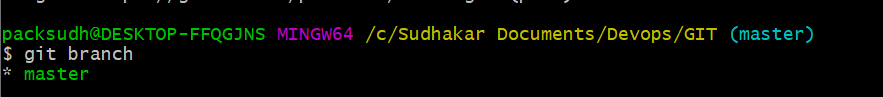 packsudh@DESKTOP-FFQGJNS MINGW64 /c/Sudhakar Documents/Devops/GIT (master)
$ git branch
* master